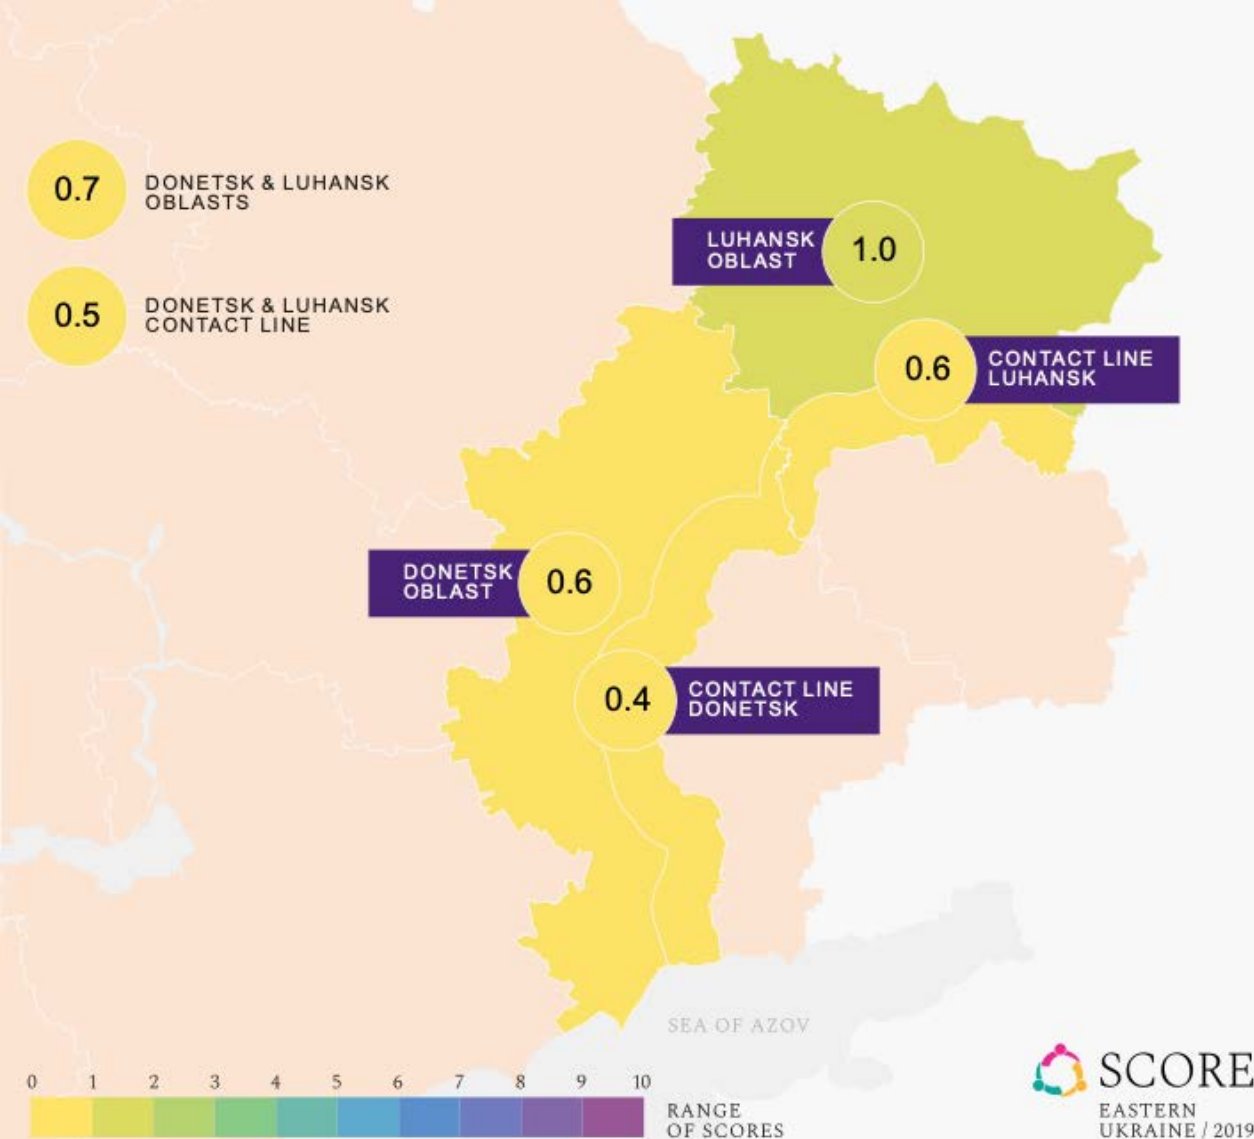 0.7
DONETSK & LUHANSK
OBLASTS
0.5
DONETSK & LUHANSK
CONTACT LINE
LUHANSK
OBLAST
1.0
0.6
CONTACT LINE
LUHANSK
DONETSK
OBLAST
0.6
0.4
CONTACT LINE
DONETSK
SEA OF AZOV
0 1 2 3 4 5 6 7 8 9 10
RANGE
OF SCORES
SCORE
EASTERN
UKRAINE / 2019